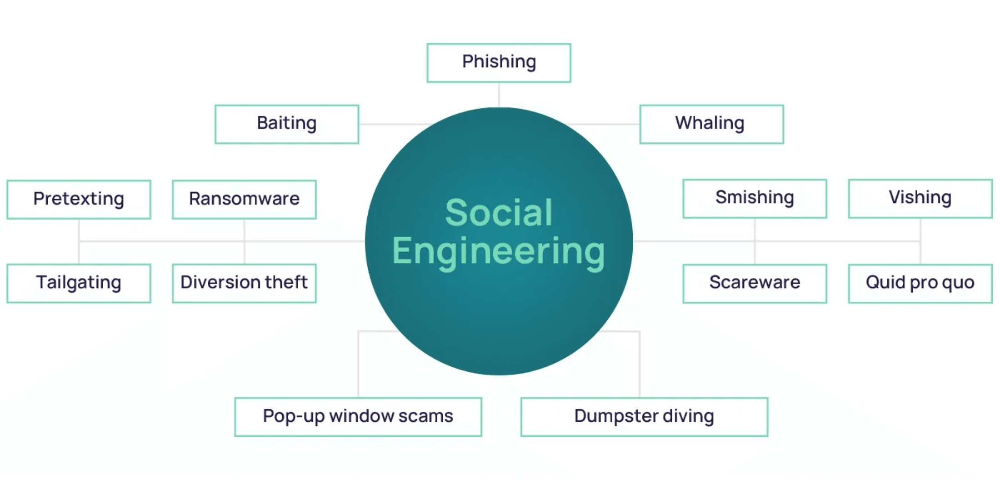 Phishing
Baiting
Whaling
Pretexting
Ransomware
Smishing
Vishing
Social
Engineering
Tailgating
Diversion theft
Scareware
Quid pro quo
Pop-up window scams
Dumpster diving